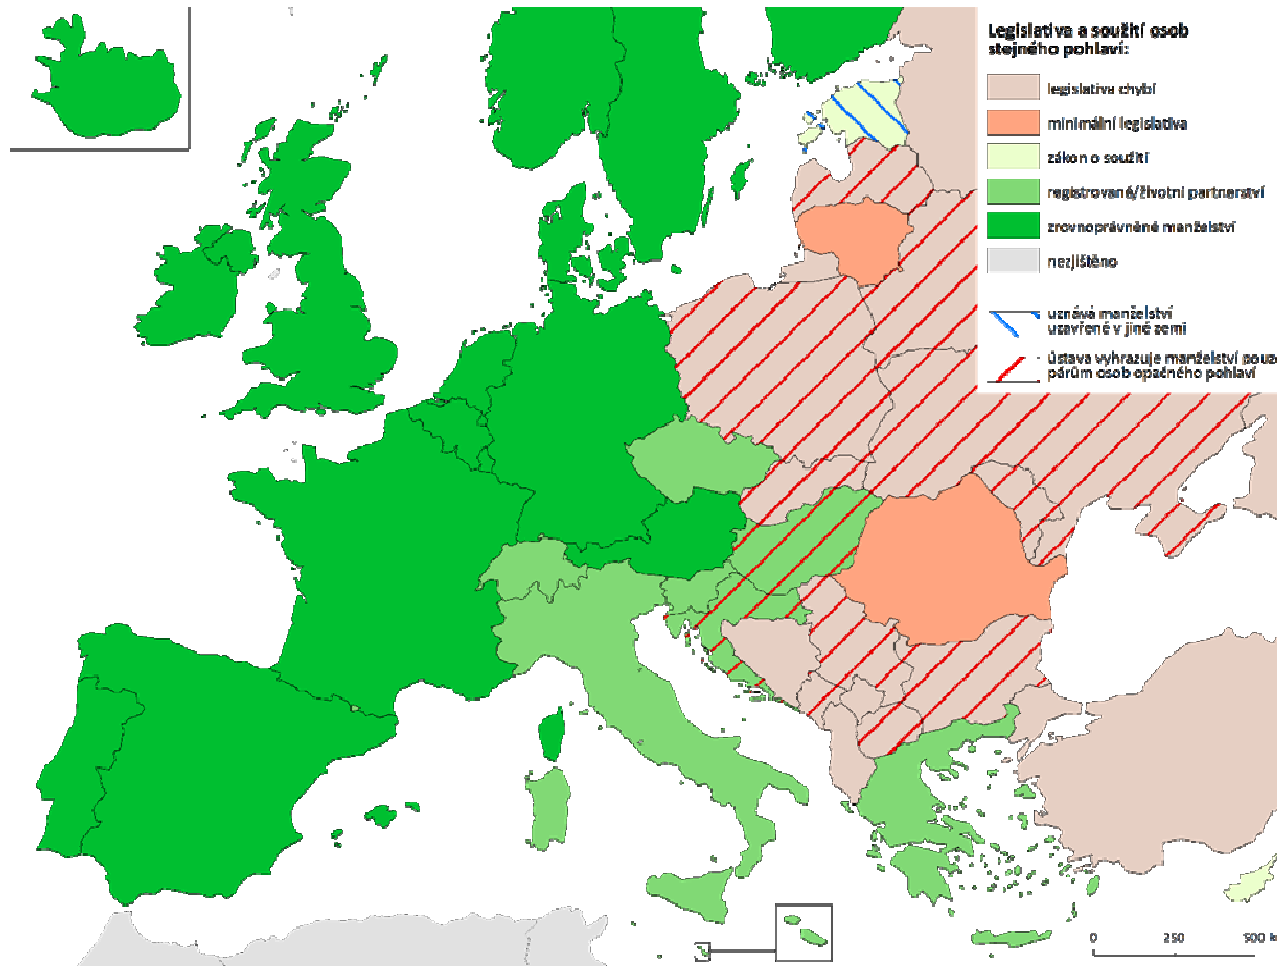 Legislativa a soužití osob
stejného pohlaví:
legislativa chybí
minimální legislativa
zákon o soužití
registrované/životní partnerství
zrovnoprávněné manželství
nezjištěno
uznává manželství
uzavřené v jiné zemi
ústava vyhrazuje manželství pouz
párům osob opačného pohlaví
0 250 500 k